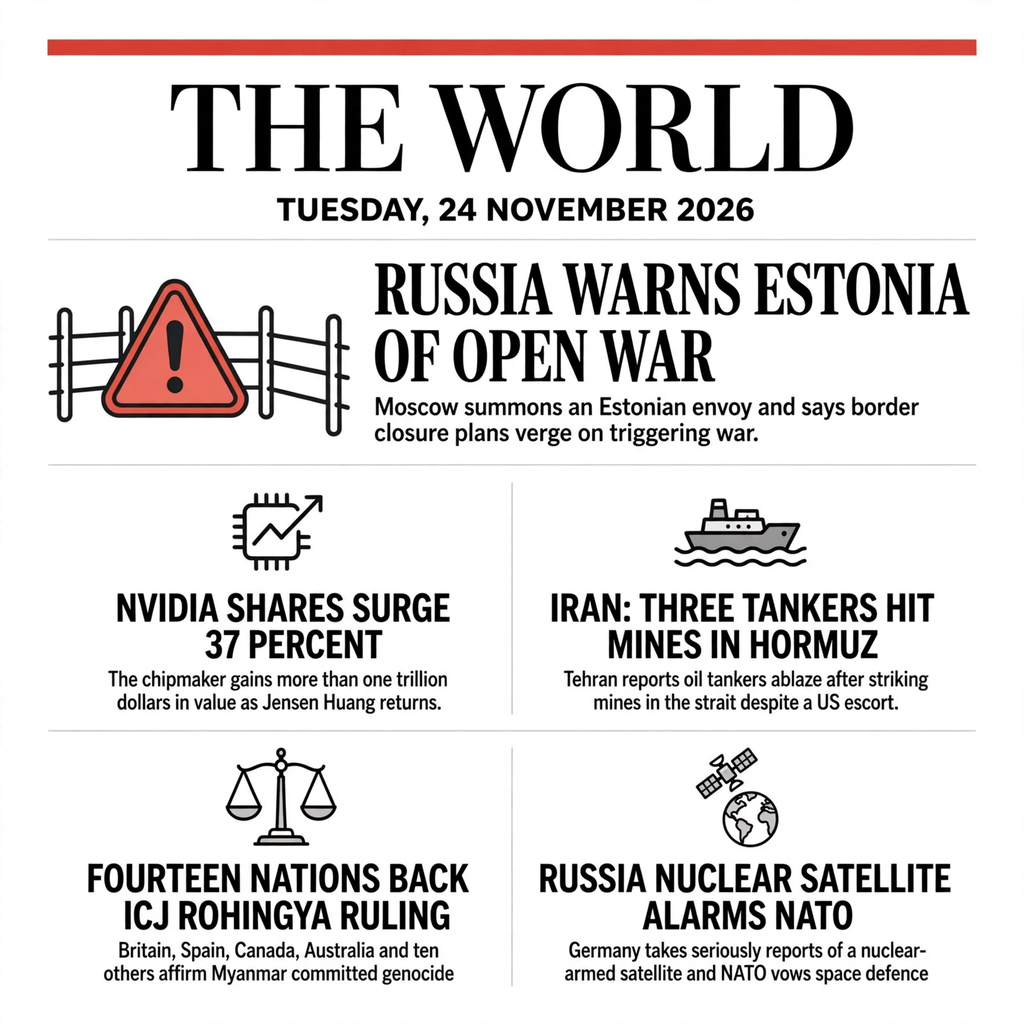 THE WORLD
TUESDAY, 24 NOVEMBER 2026
RUSSIA WARNS ESTONIA
OF OPEN WAR
Moscow summons an Estonian envoy and says border
closure plans verge on triggering war.
NVIDIA SHARES SURGE
37 PERCENT
The chipmaker gains more than one trillion
dollars in value as Jensen Huang returns.
IRAN: THREE TANKERS HIT
MINES IN HORMUZ
Tehran reports oil tankers ablaze after striking
mines in the strait despite a US escort.
FOURTEEN NATIONS BACK
ICJ ROHINGYA RULING
Britain, Spain, Canada, Australia and ten
others affirm Myanmar committed genocide
RUSSIA NUCLEAR SATELLITE
ALARMS NATO
Germany takes seriously reports of a nuclear-
armed satellite and NATO vows space defence